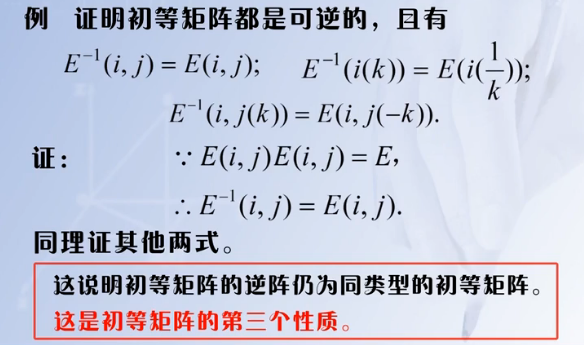 例 证明初等矩阵都是可逆的，且有
E⁻¹(i, j) = E(i, j); E⁻¹(i(k)) = E(i(1/k));
E⁻¹(i, j(k)) = E(i, j(−k)).
证： ∵ E(i, j)E(i, j) = E，
∴ E⁻¹(i, j) = E(i, j).
同理证其他两式。
这说明初等矩阵的逆阵仍为同类型的初等矩阵。
这是初等矩阵的第三个性质。